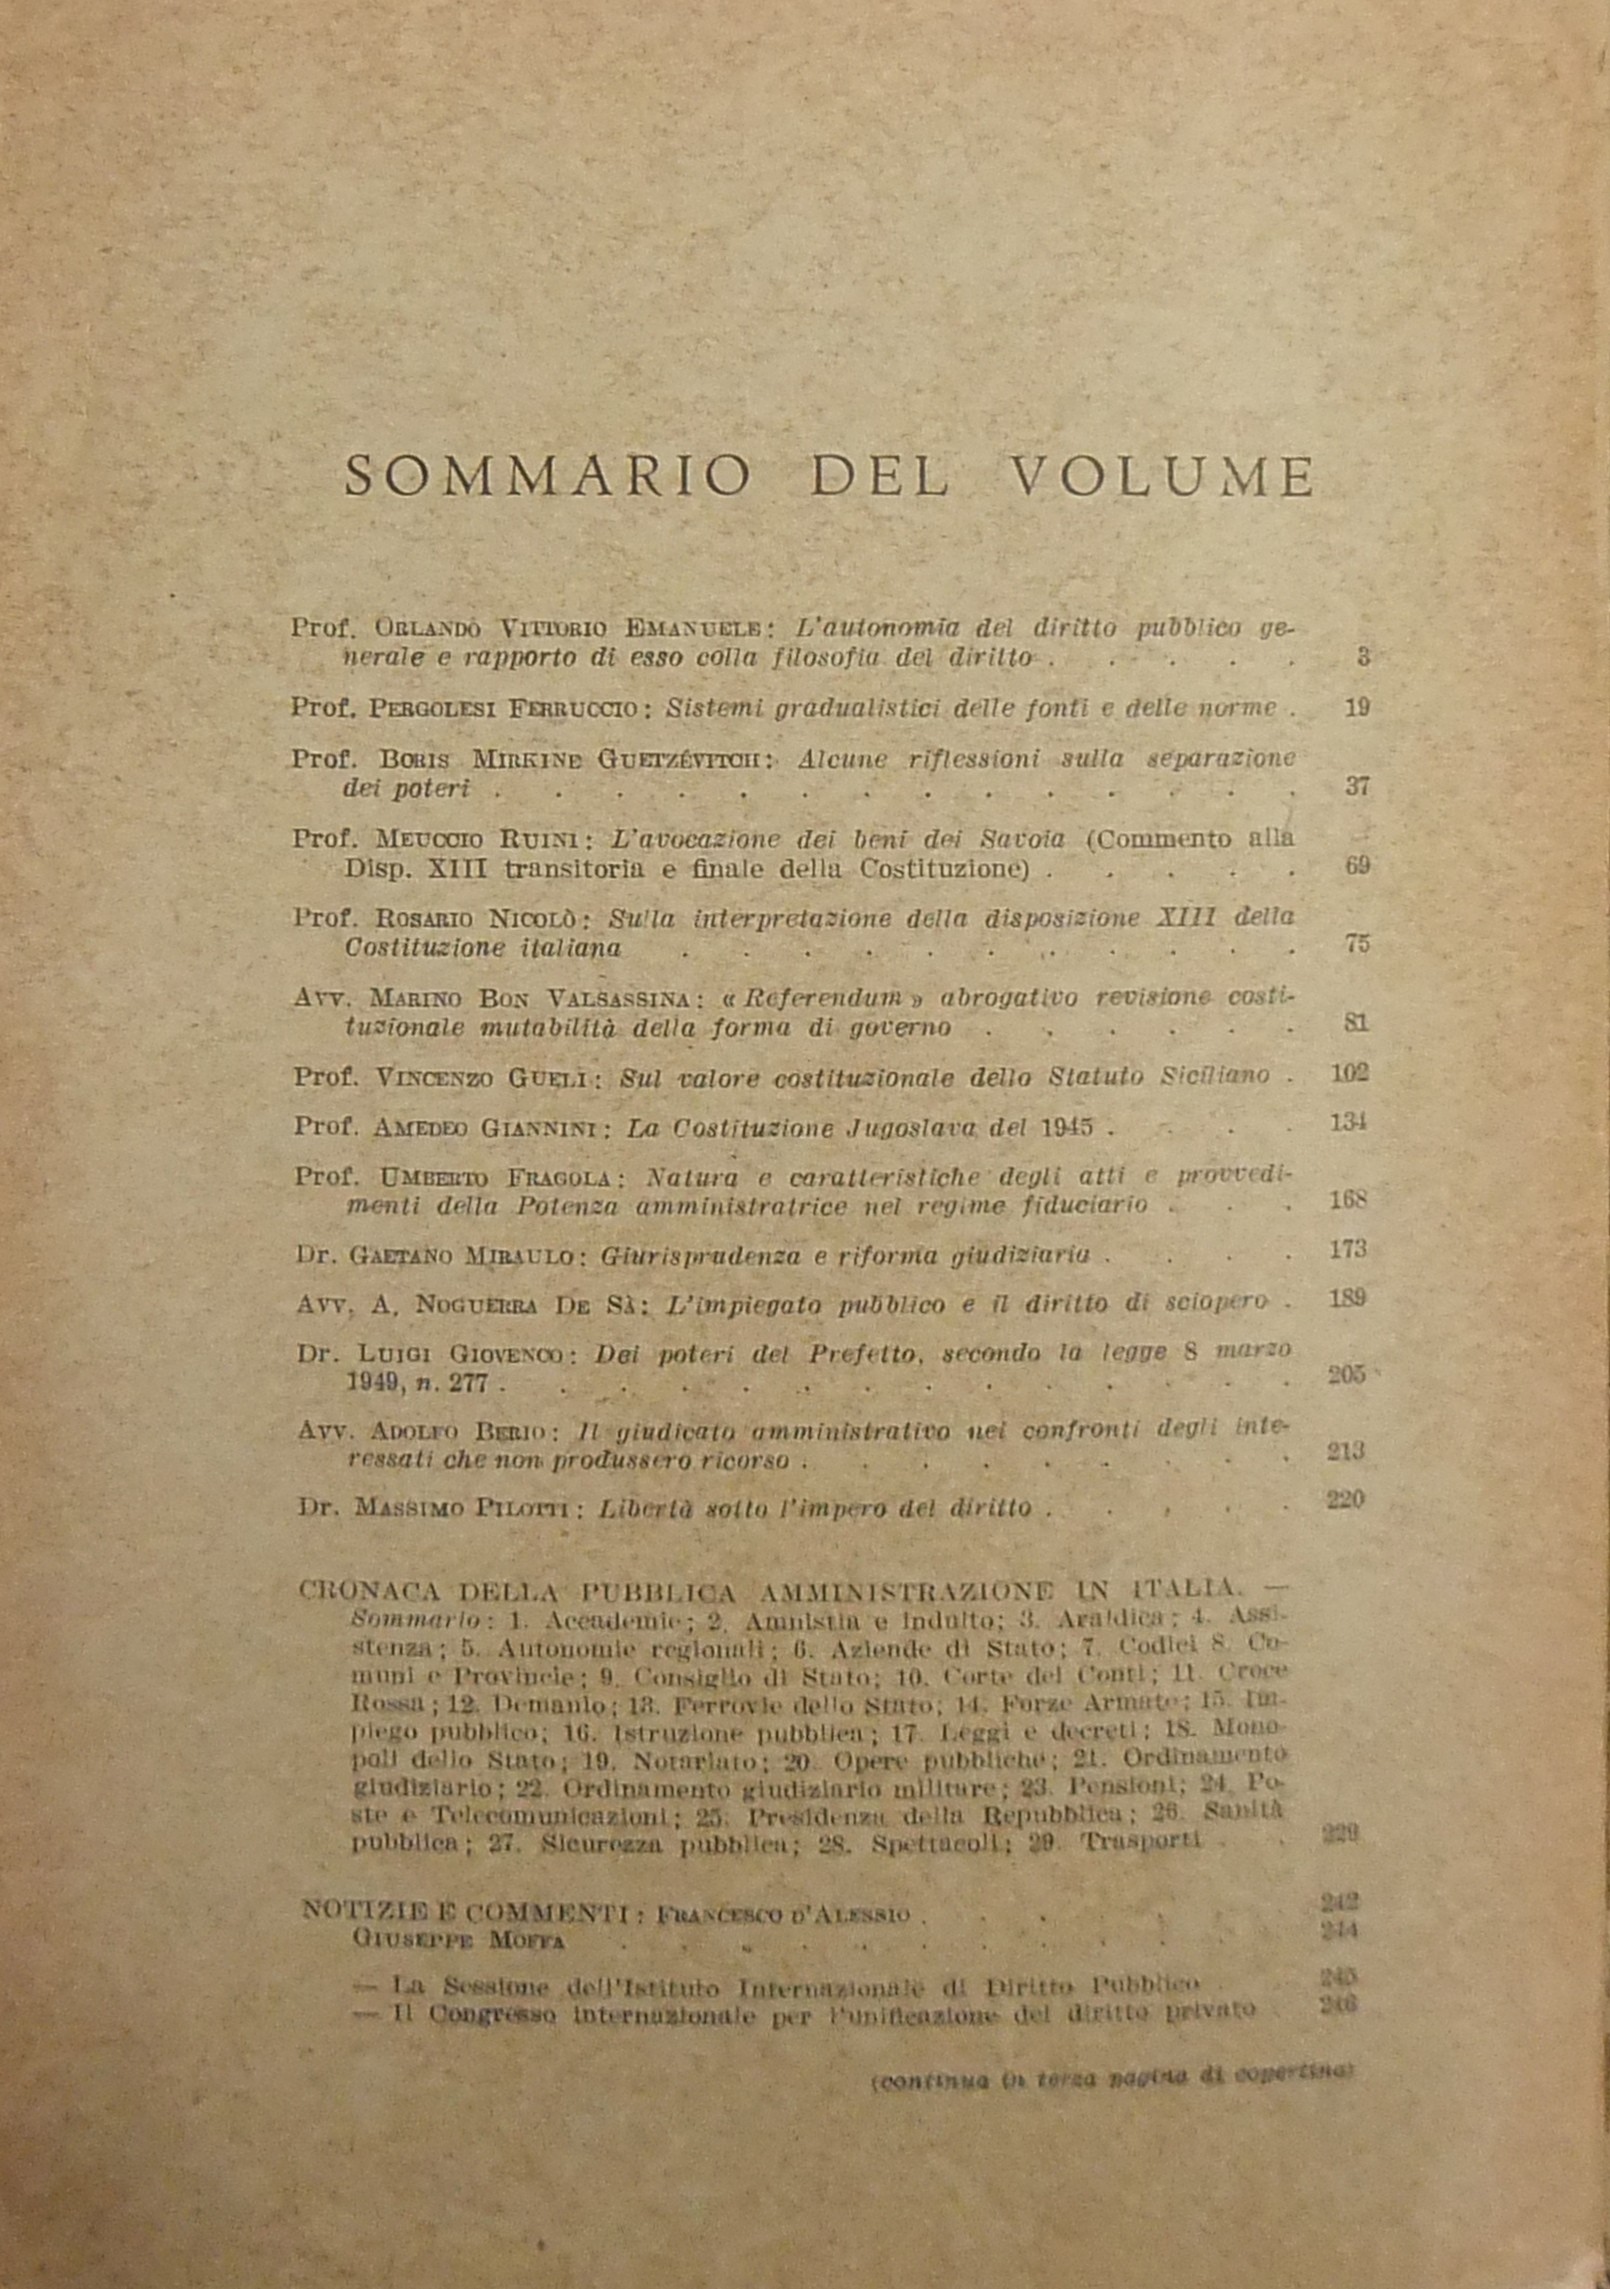 SOMMARIO DEL VOLUME
Prof. ORLANDO VITTORIO EMANUELE: L'autonomia del diritto pubblico ge-
nerale e rapporto di esso colla filosofia del diritto . . . . . 3
Prof. PERGOLESI FERRUCCIO: Sistemi gradualistici delle fonti e delle norme . 19
Prof. BORIS MIRKINE GUETZÉVITCH: Alcune riflessioni sulla separazione
dei poteri . . . . . . . . . . . . . . 37
Prof. MEUCCIO RUINI: L'avocazione dei beni dei Savoia (Commento alla
Disp. XIII transitoria e finale della Costituzione) . . . . . 69
Prof. ROSARIO NICOLÒ: Sulla interpretazione della disposizione XIII della
Costituzione italiana . . . . . . . . . . . 75
Avv. MARINO BON VALSASSINA: « Referendum » abrogativo revisione costi-
tuzionale mutabilità della forma di governo . . . . . . 81
Prof. VINCENZO GUELI: Sul valore costituzionale dello Statuto Siciliano . 102
Prof. AMEDEO GIANNINI: La Costituzione Jugoslava del 1945 . . . . 134
Prof. UMBERTO FRAGOLA: Natura e caratteristiche degli atti e provvedi-
menti della Potenza amministratrice nel regime fiduciario . . . 168
Dr. GAETANO MIRAULO: Giurisprudenza e riforma giudiziaria . . . . 173
Avv. A. NOGUERRA DE SÀ: L'impiegato pubblico e il diritto di sciopero . 189
Dr. LUIGI GIOVENCO: Dei poteri del Prefetto, secondo la legge 8 marzo
1949, n. 277 . . . . . . . . . . . . . . 205
Avv. ADOLFO BERIO: Il giudicato amministrativo nei confronti degli inte-
ressati che non produssero ricorso . . . . . . . . . 213
Dr. MASSIMO PILOTTI: Libertà sotto l'impero del diritto . . . . . 220
CRONACA DELLA PUBBLICA AMMINISTRAZIONE IN ITALIA. —
Sommario: 1. Accademie; 2. Amnistia e indulto; 3. Araldica; 4. Assi-
stenza; 5. Autonomie regionali; 6. Aziende di Stato; 7. Codici 8. Co-
muni e Provincie; 9. Consiglio di Stato; 10. Corte dei Conti; 11. Croce
Rossa; 12. Demanio; 13. Ferrovie dello Stato; 14. Forze Armate; 15. Im-
piego pubblico; 16. Istruzione pubblica; 17. Leggi e decreti; 18. Mono-
poli dello Stato; 19. Notariato; 20. Opere pubbliche; 21. Ordinamento
giudiziario; 22. Ordinamento giudiziario militare; 23. Pensioni; 24. Po-
ste e Telecomunicazioni; 25. Presidenza della Repubblica; 26. Sanità
pubblica; 27. Sicurezza pubblica; 28. Spettacoli; 29. Trasporti . . 229
NOTIZIE E COMMENTI: FRANCESCO D'ALESSIO . . . . . . . 242
GIUSEPPE MOFFA . . . . . . . . . . . . 244
— La Sessione dell'Istituto Internazionale di Diritto Pubblico . . 245
— Il Congresso internazionale per l'unificazione del diritto privato . 246
(continua in terza pagina di copertina)